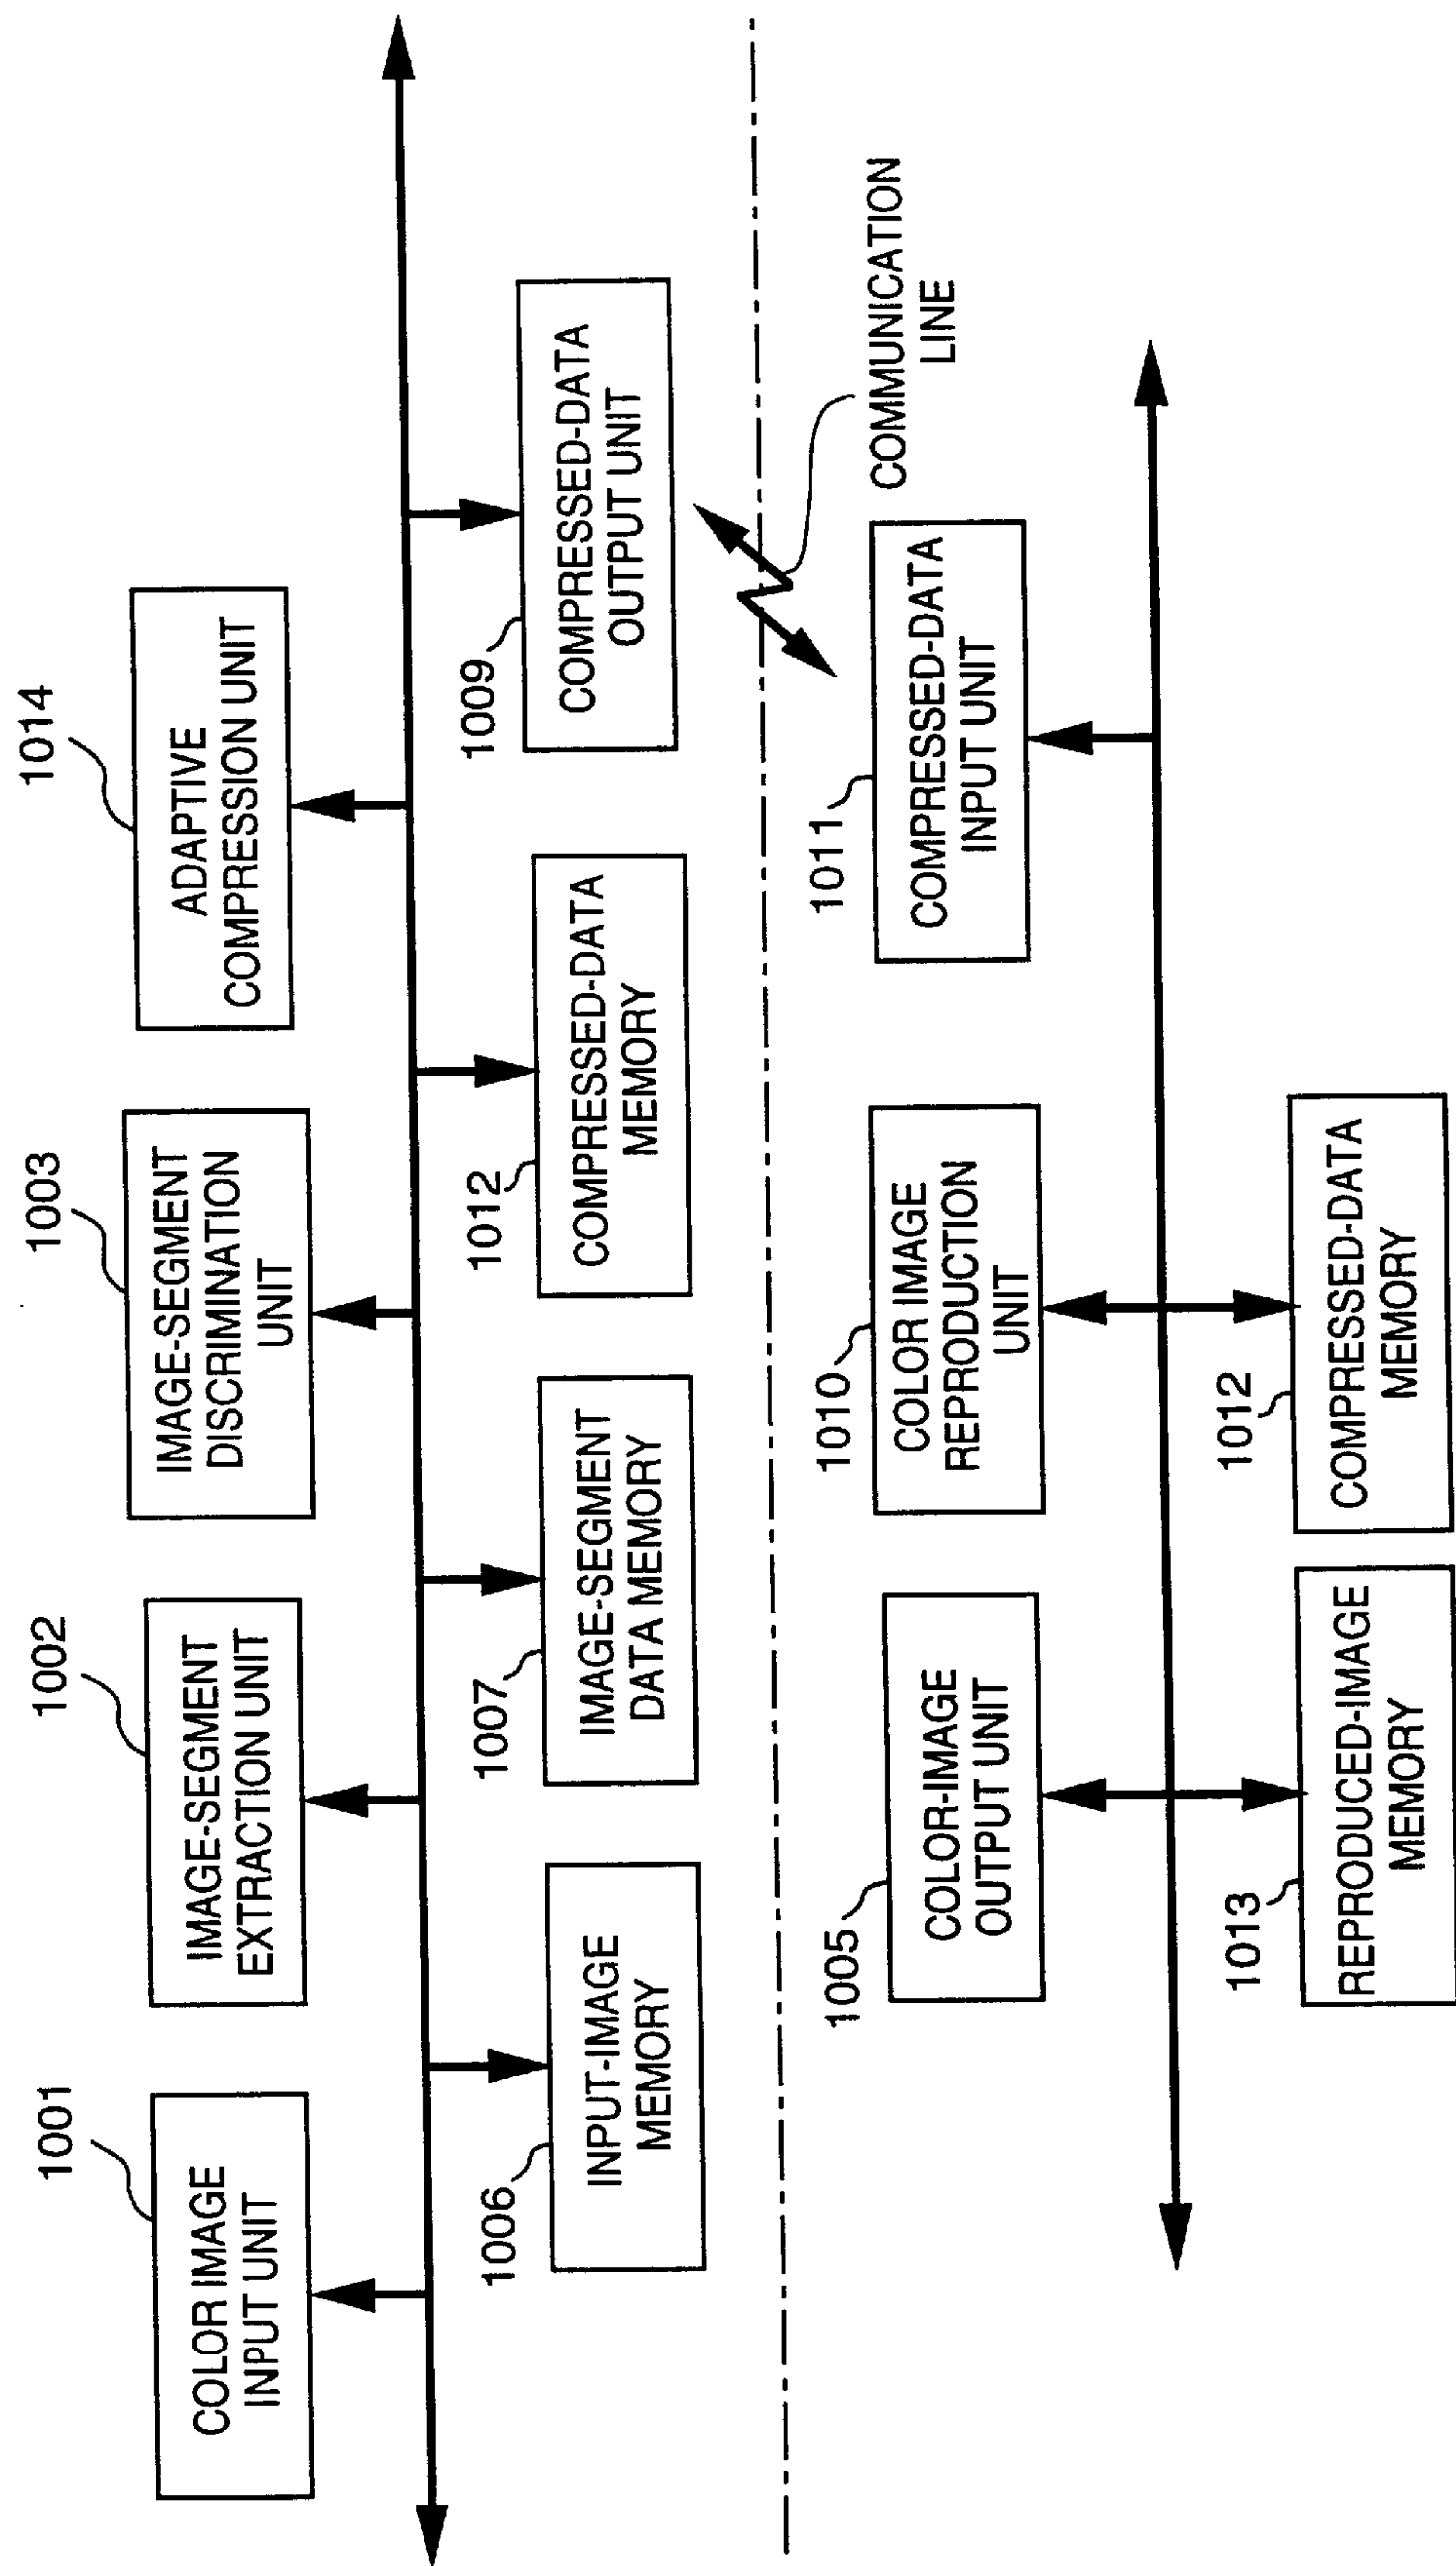 1001
COLOR IMAGE
INPUT UNIT
1002
IMAGE-SEGMENT
EXTRACTION UNIT
1003
IMAGE-SEGMENT
DISCRIMINATION
UNIT
1014
ADAPTIVE
COMPRESSION UNIT
1006
INPUT-IMAGE
MEMORY
1007
IMAGE-SEGMENT
DATA MEMORY
1012
COMPRESSED-DATA
MEMORY
1009
COMPRESSED-DATA
OUTPUT UNIT
COMMUNICATION
LINE
1005
COLOR-IMAGE
OUTPUT UNIT
1010
COLOR IMAGE
REPRODUCTION
UNIT
1011
COMPRESSED-DATA
INPUT UNIT
1013
REPRODUCED-IMAGE
MEMORY
1012
COMPRESSED-DATA
MEMORY